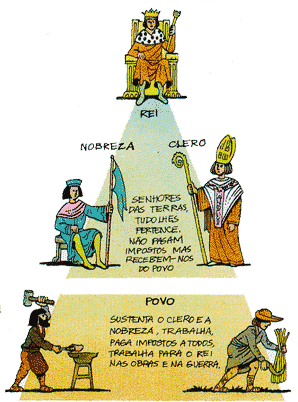 REI
NOBREZA
CLERO
SENHORES
DAS TERRAS,
TUDO LHES
PERTENCE,
NÃO PAGAM
IMPOSTOS MAS
RECEBEM-NOS
DO POVO
POVO
SUSTENTA O CLERO E A
NOBREZA, TRABALHA,
PAGA IMPOSTOS A TODOS,
TRABALHA PARA O REI
NAS OBRAS E NA GUERRA.